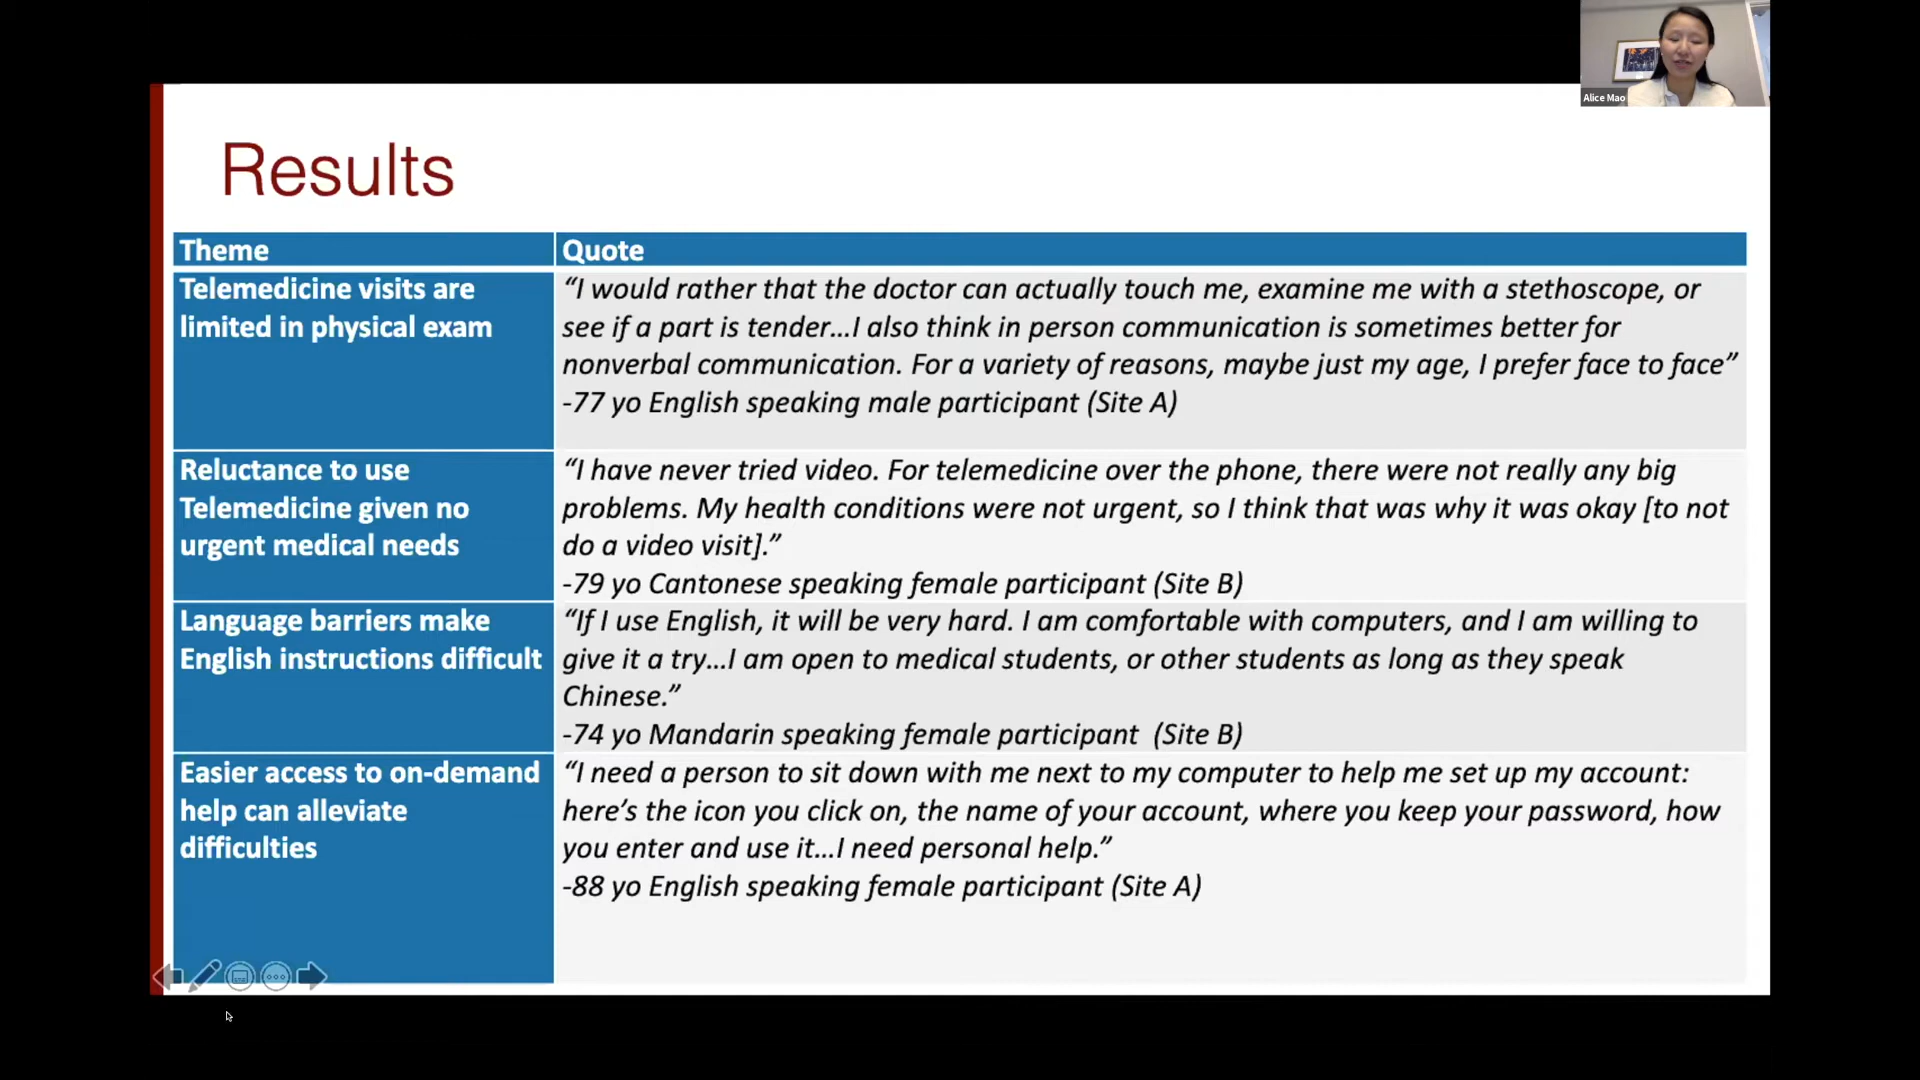 Alice Mao
Results
Theme
Quote
Telemedicine visits are
limited in physical exam
“I would rather that the doctor can actually touch me, examine me with a stethoscope, or
see if a part is tender…I also think in person communication is sometimes better for
nonverbal communication. For a variety of reasons, maybe just my age, I prefer face to face”
-77 yo English speaking male participant (Site A)
Reluctance to use
Telemedicine given no
urgent medical needs
“I have never tried video. For telemedicine over the phone, there were not really any big
problems. My health conditions were not urgent, so I think that was why it was okay [to not
do a video visit].”
-79 yo Cantonese speaking female participant (Site B)
Language barriers make
English instructions difficult
“If I use English, it will be very hard. I am comfortable with computers, and I am willing to
give it a try…I am open to medical students, or other students as long as they speak
Chinese.”
-74 yo Mandarin speaking female participant (Site B)
Easier access to on-demand
help can alleviate
difficulties
“I need a person to sit down with me next to my computer to help me set up my account:
here’s the icon you click on, the name of your account, where you keep your password, how
you enter and use it…I need personal help.”
-88 yo English speaking female participant (Site A)